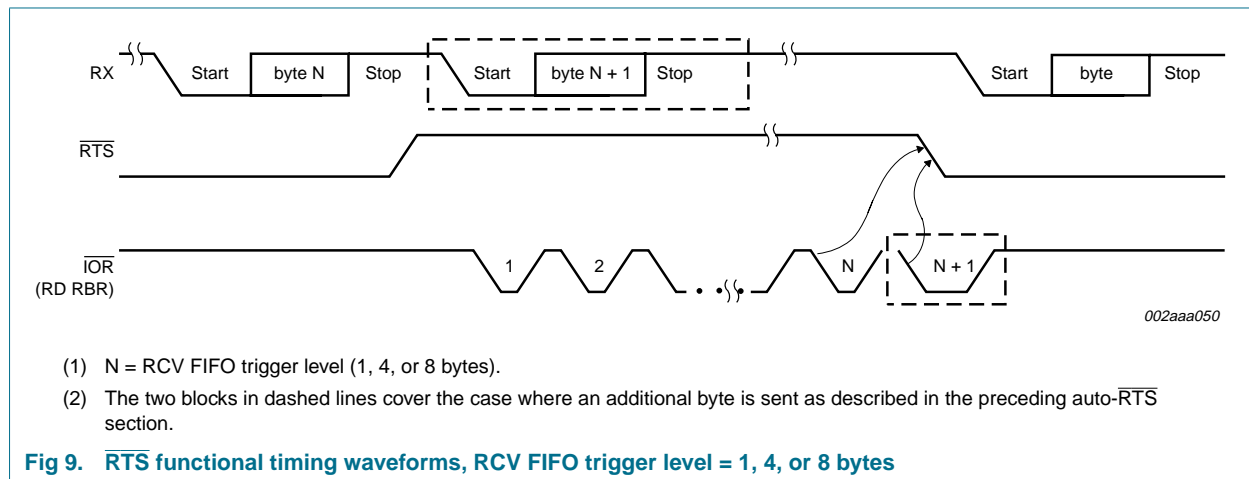 RX Start byte N Stop Start byte N + 1 Stop Start byte Stop
RTS
IOR
(RD RBR)
1 2 N N + 1
002aaa050
(1) N = RCV FIFO trigger level (1, 4, or 8 bytes).
(2) The two blocks in dashed lines cover the case where an additional byte is sent as described in the preceding auto-RTS
section.
Fig 9. RTS functional timing waveforms, RCV FIFO trigger level = 1, 4, or 8 bytes